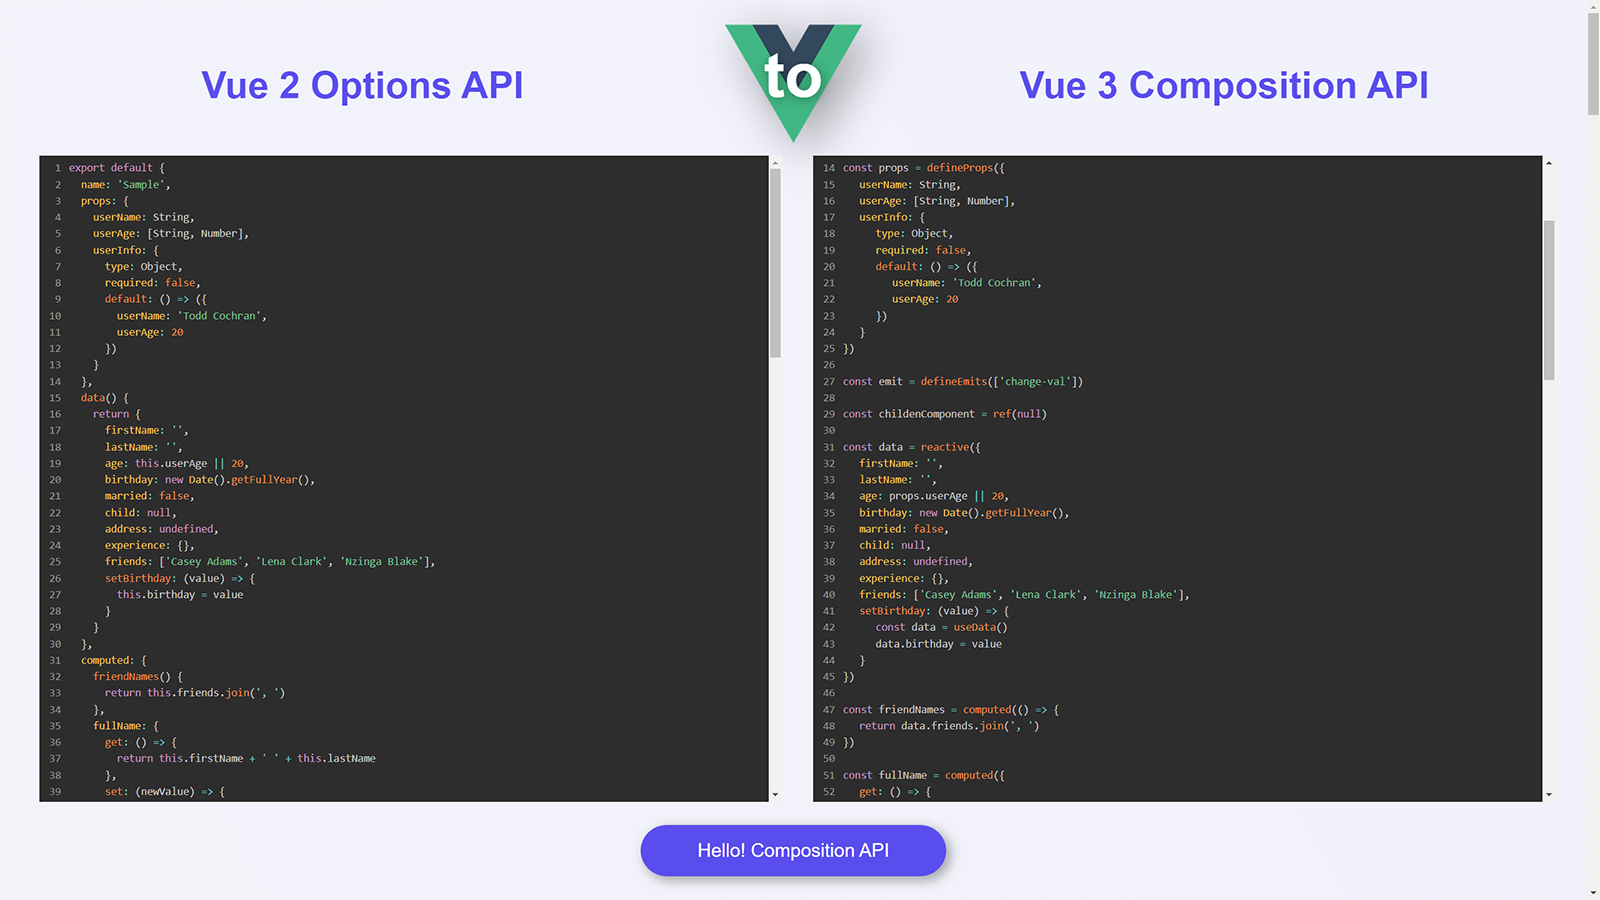 Vue 2 Options API
to
Vue 3 Composition API
1 export default {
2 name: 'Sample',
3 props: {
4 userName: String,
5 userAge: [String, Number],
6 userInfo: {
7 type: Object,
8 required: false,
9 default: () => ({
10 userName: 'Todd Cochran',
11 userAge: 20
12 })
13 }
14 },
15 data() {
16 return {
17 firstName: '',
18 lastName: '',
19 age: this.userAge || 20,
20 birthday: new Date().getFullYear(),
21 married: false,
22 child: null,
23 address: undefined,
24 experience: {},
25 friends: ['Casey Adams', 'Lena Clark', 'Nzinga Blake'],
26 setBirthday: (value) => {
27 this.birthday = value
28 }
29 }
30 },
31 computed: {
32 friendNames() {
33 return this.friends.join(', ')
34 },
35 fullName: {
36 get: () => {
37 return this.firstName + ' ' + this.lastName
38 },
39 set: (newValue) => {
14 const props = defineProps({
15 userName: String,
16 userAge: [String, Number],
17 userInfo: {
18 type: Object,
19 required: false,
20 default: () => ({
21 userName: 'Todd Cochran',
22 userAge: 20
23 })
24 }
25 })
26
27 const emit = defineEmits(['change-val'])
28
29 const childenComponent = ref(null)
30
31 const data = reactive({
32 firstName: '',
33 lastName: '',
34 age: props.userAge || 20,
35 birthday: new Date().getFullYear(),
36 married: false,
37 child: null,
38 address: undefined,
39 experience: {},
40 friends: ['Casey Adams', 'Lena Clark', 'Nzinga Blake'],
41 setBirthday: (value) => {
42 const data = useData()
43 data.birthday = value
44 }
45 })
46
47 const friendNames = computed(() => {
48 return data.friends.join(', ')
49 })
50
51 const fullName = computed({
52 get: () => {
Hello! Composition API